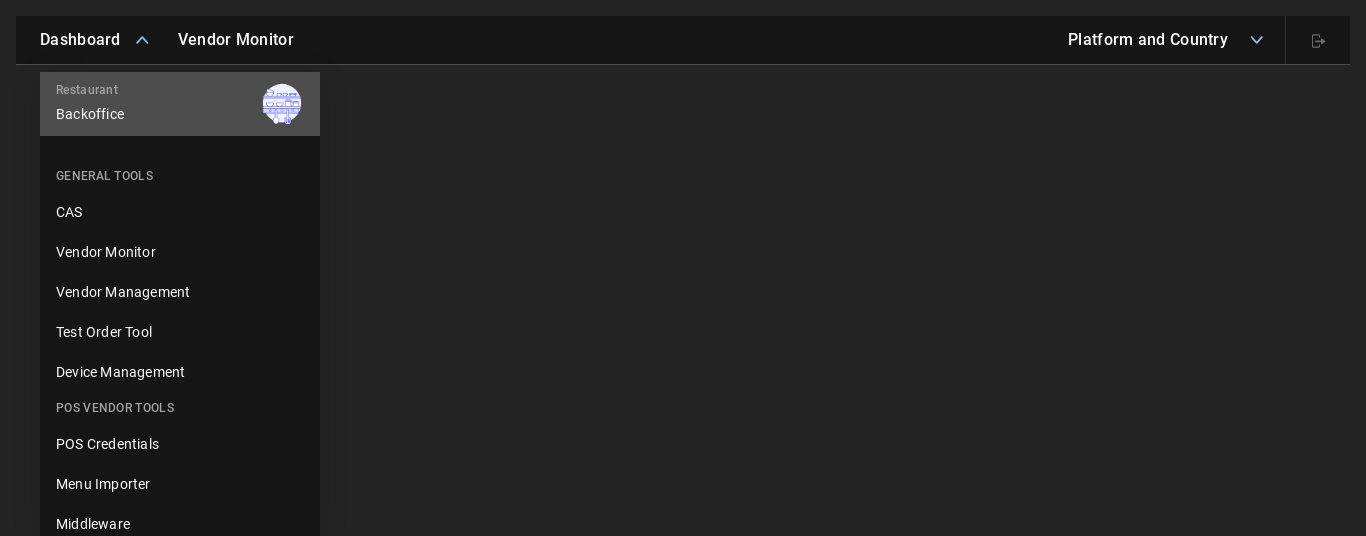 Dashboard Vendor Monitor Platform and Country
Restaurant
Backoffice
GENERAL TOOLS
CAS
Vendor Monitor
Vendor Management
Test Order Tool
Device Management
POS VENDOR TOOLS
POS Credentials
Menu Importer
Middleware